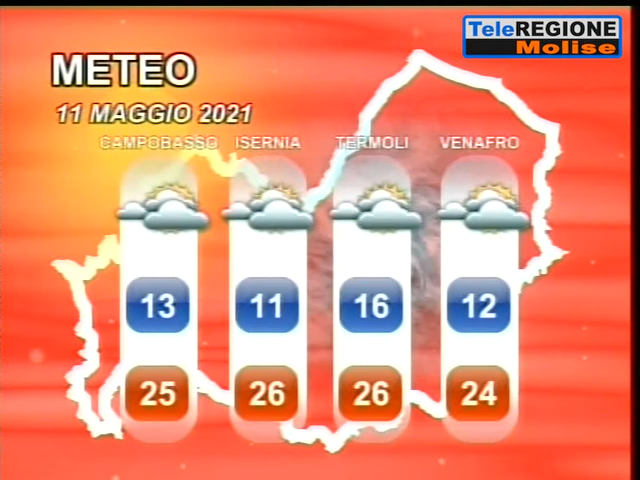 TeleREGIONE
Molise
METEO
11 MAGGIO 2021
CAMPOBASSO ISERNIA TERMOLI VENAFRO
13 11 16 12
25 26 26 24